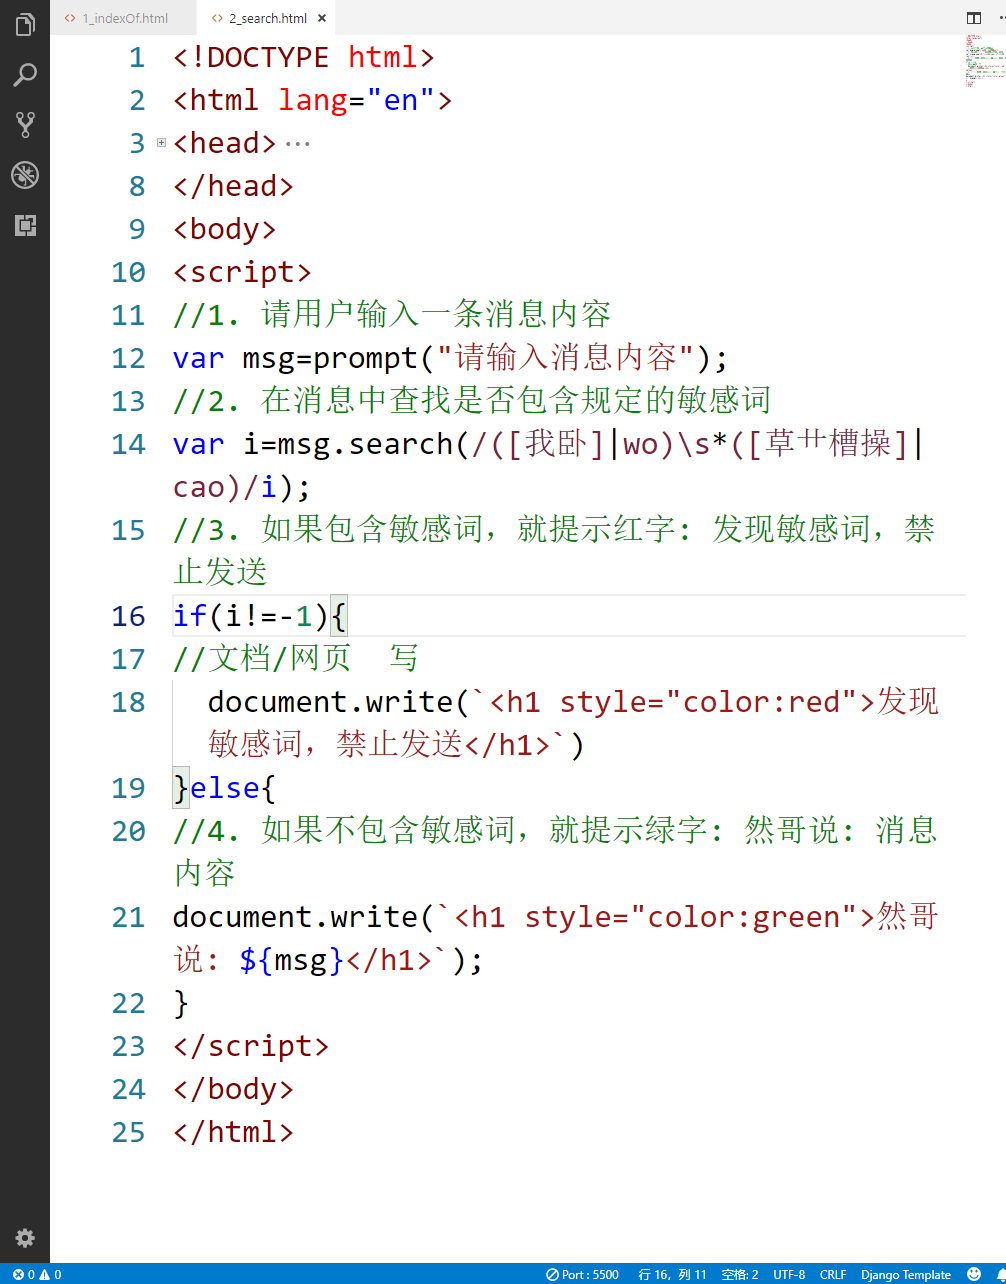 1_indexOf.html
2_search.html
1 <!DOCTYPE html>
2 <html lang="en">
3 <head>···
8 </head>
9 <body>
10 <script>
11 //1. 请用户输入一条消息内容
12 var msg=prompt("请输入消息内容");
13 //2. 在消息中查找是否包含规定的敏感词
14 var i=msg.search(/([我卧]|wo)\s*([草艹槽操]|
cao)/i);
15 //3. 如果包含敏感词，就提示红字: 发现敏感词，禁
止发送
16 if(i!=-1){
17 //文档/网页  写
18 document.write(`<h1 style="color:red">发现
敏感词，禁止发送</h1>`)
19 }else{
20 //4. 如果不包含敏感词，就提示绿字: 然哥说: 消息
内容
21 document.write(`<h1 style="color:green">然哥
说: ${msg}</h1>`);
22 }
23 </script>
24 </body>
25 </html>
0 0 Port : 5500 行 16，列 11 空格: 2 UTF-8 CRLF Django Template